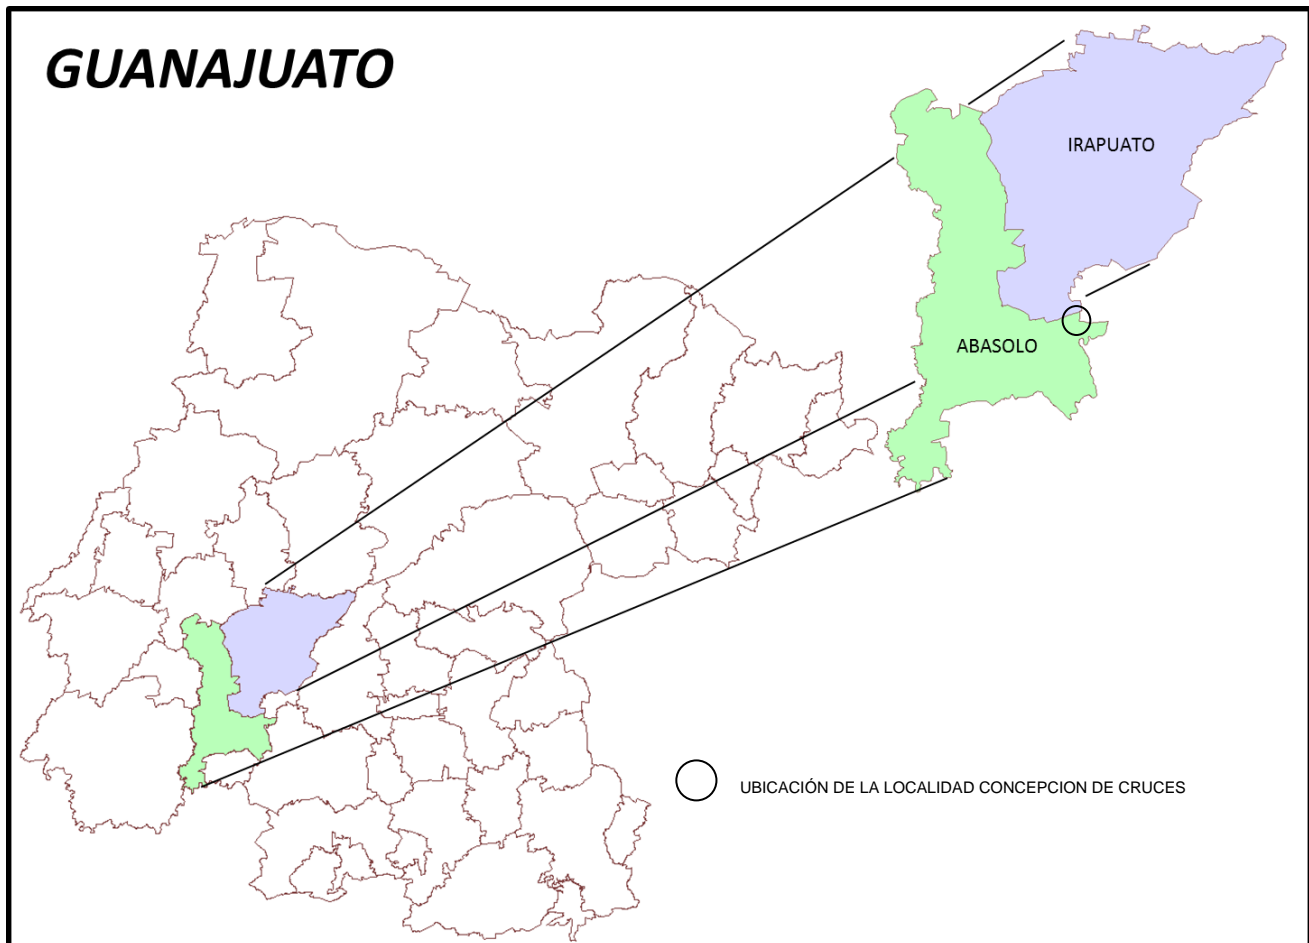 GUANAJUATO
IRAPUATO
ABASOLO
UBICACIÓN DE LA LOCALIDAD CONCEPCION DE CRUCES